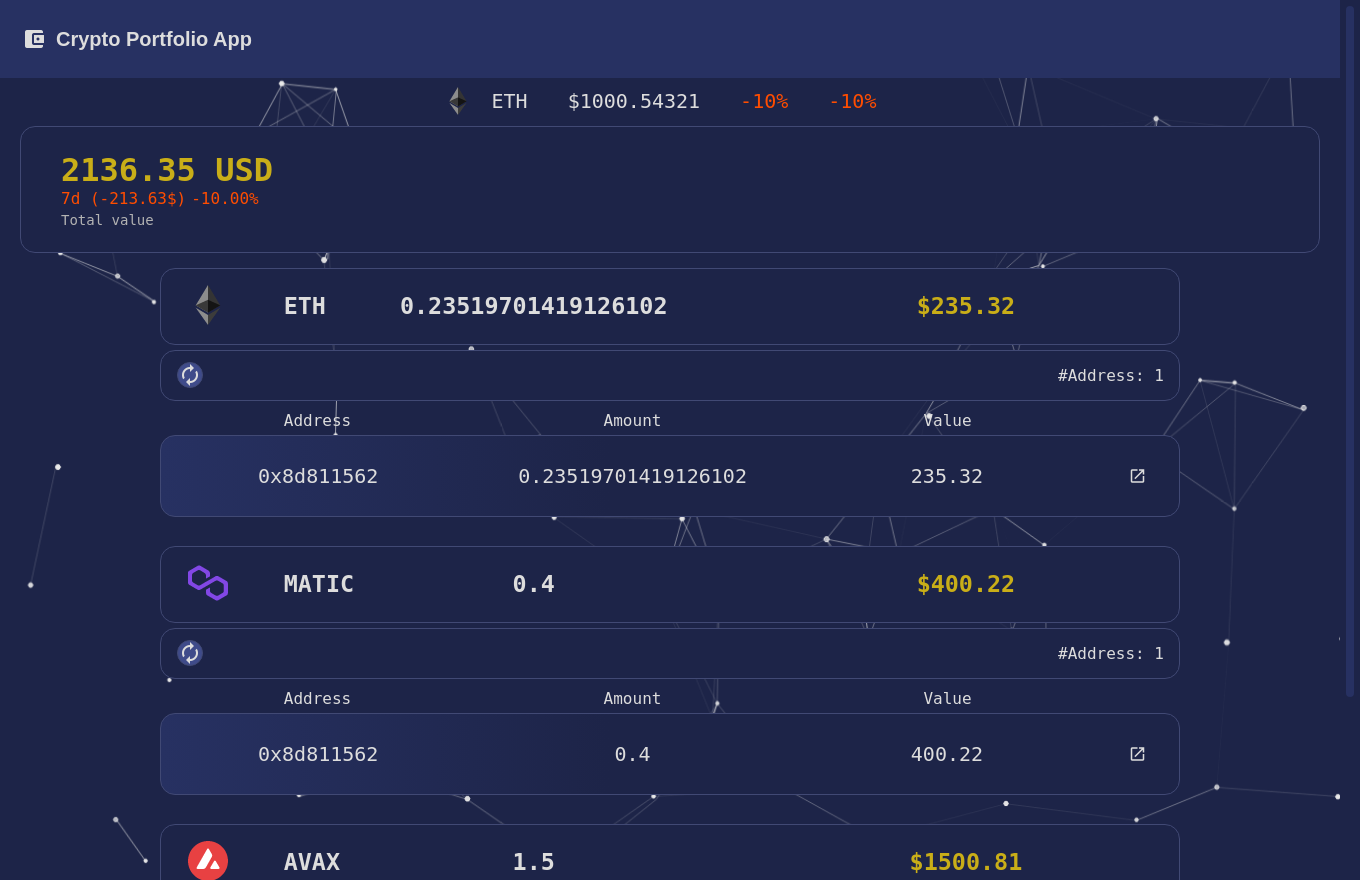 Crypto Portfolio App
ETH $1000.54321 -10% -10%
2136.35 USD
7d (-213.63$) -10.00%
Total value
ETH 0.23519701419126102 $235.32
#Address: 1
Address Amount Value
0x8d811562 0.23519701419126102 235.32
MATIC 0.4 $400.22
#Address: 1
Address Amount Value
0x8d811562 0.4 400.22
AVAX 1.5 $1500.81